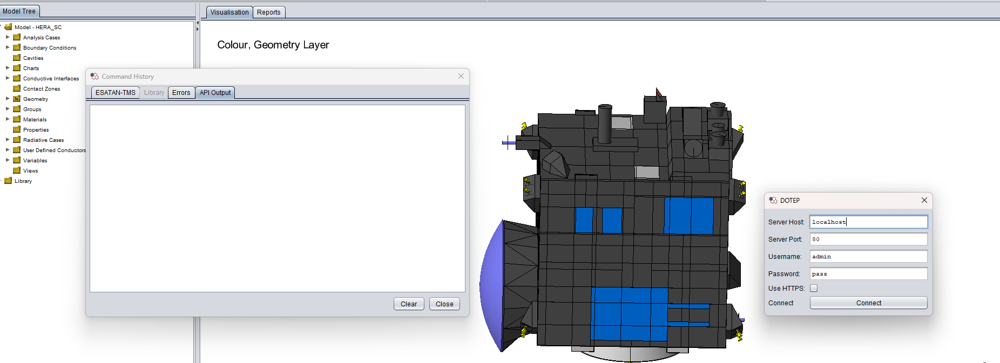 Model Tree
Model - HERA_SC
Analysis Cases
Boundary Conditions
Cavities
Charts
Conductive Interfaces
Contact Zones
Geometry
Groups
Materials
Properties
Radiative Cases
User Defined Conductors
Variables
Views
Library
Visualisation Reports
Colour, Geometry Layer
Command History
ESATAN-TMS Library Errors API Output
Clear Close
DOTEP
Server Host: localhost
Server Port: 80
Username: admin
Password: pass
Use HTTPS:
Connect Connect